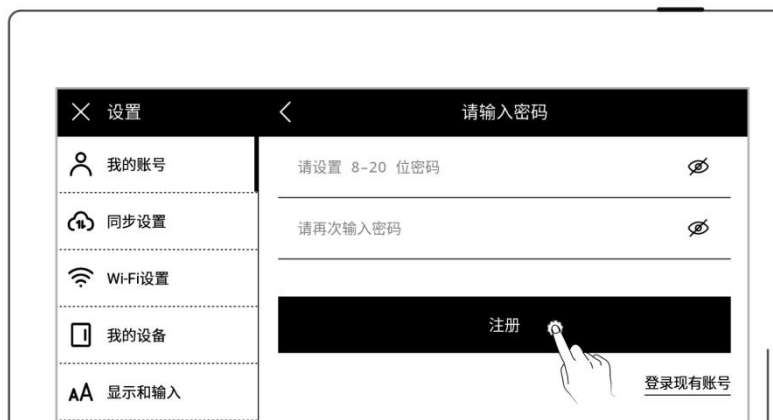 设置
请输入密码
我的账号
请设置 8-20 位密码
同步设置
请再次输入密码
Wi-Fi设置
我的设备
注册
显示和输入
登录现有账号
AA